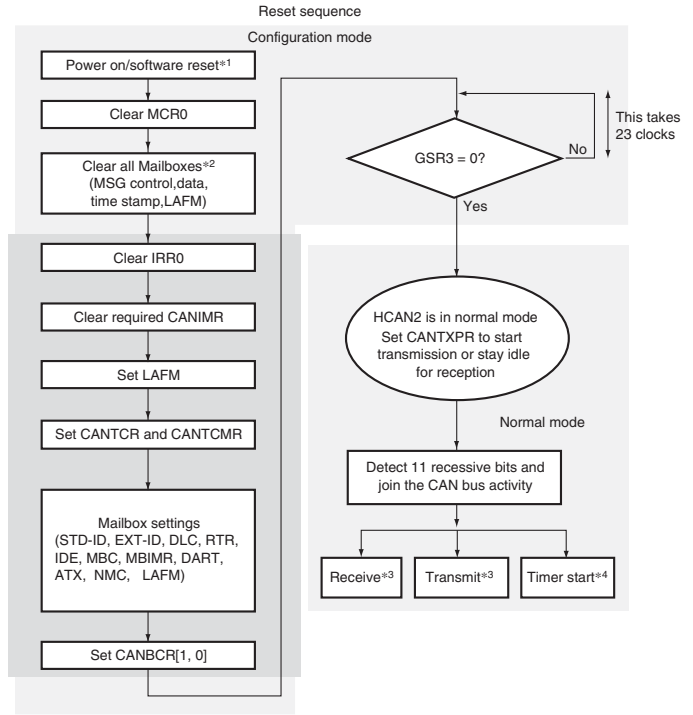 Reset sequence
Configuration mode
Power on/software reset*1
Clear MCR0
Clear all Mailboxes*2
(MSG control,data,
time stamp,LAFM)
Clear IRR0
Clear required CANIMR
Set LAFM
Set CANTCR and CANTCMR
Mailbox settings
(STD-ID, EXT-ID, DLC, RTR,
IDE, MBC, MBIMR, DART,
ATX, NMC, LAFM)
Set CANBCR[1, 0]
GSR3 = 0?
No
This takes
23 clocks
Yes
HCAN2 is in normal mode
Set CANTXPR to start
transmission or stay idle
for reception
Normal mode
Detect 11 recessive bits and
join the CAN bus activity
Receive*3
Transmit*3
Timer start*4